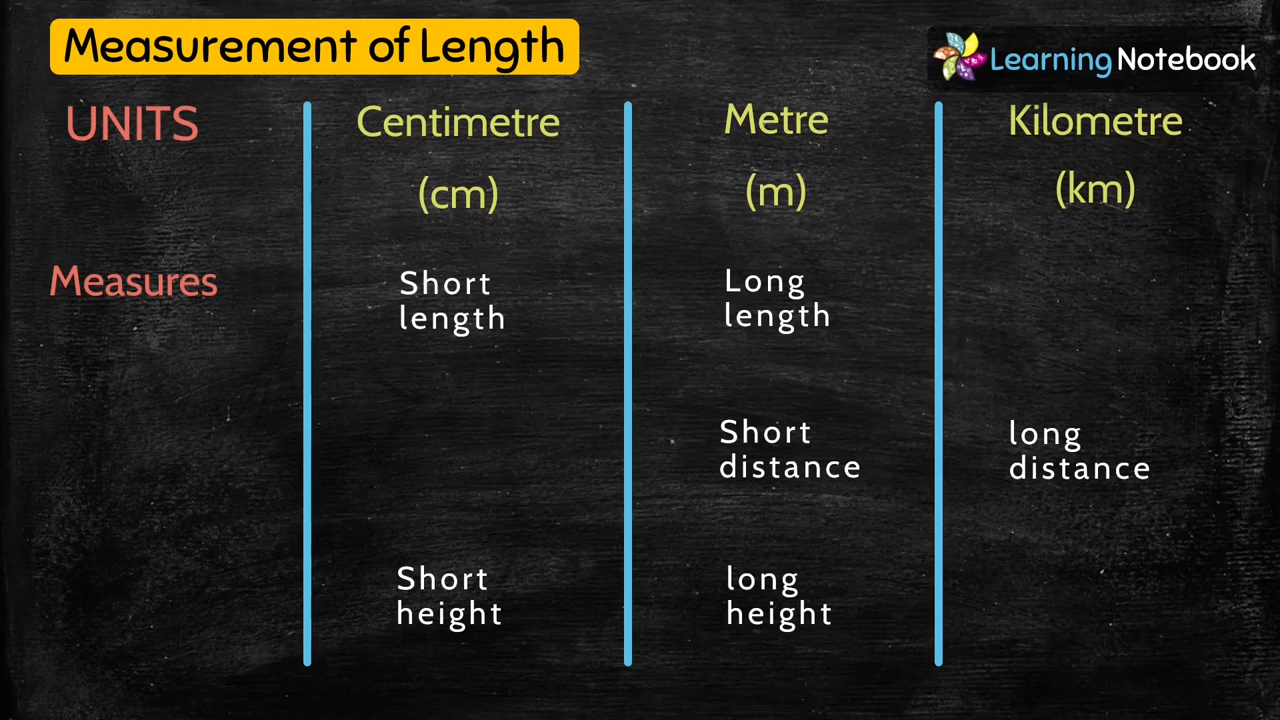 Measurement of Length
Learning Notebook
UNITS
Centimetre
(cm)
Metre
(m)
Kilometre
(km)
Measures
Short
length
Long
length
Short
distance
long
distance
Short
height
long
height